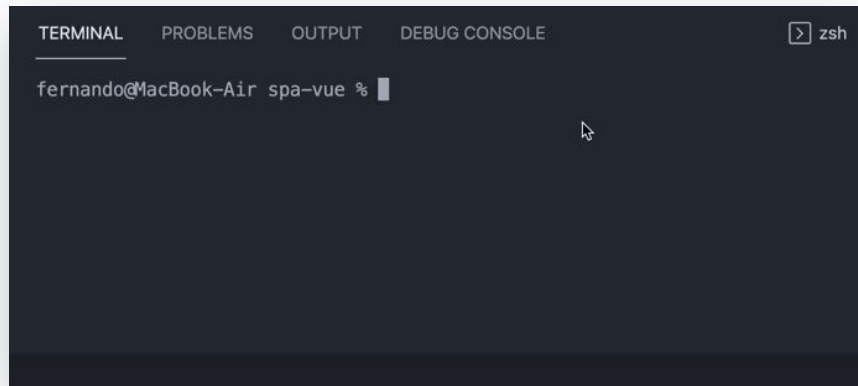 TERMINAL PROBLEMS OUTPUT DEBUG CONSOLE zsh
fernando@MacBook-Air spa-vue %